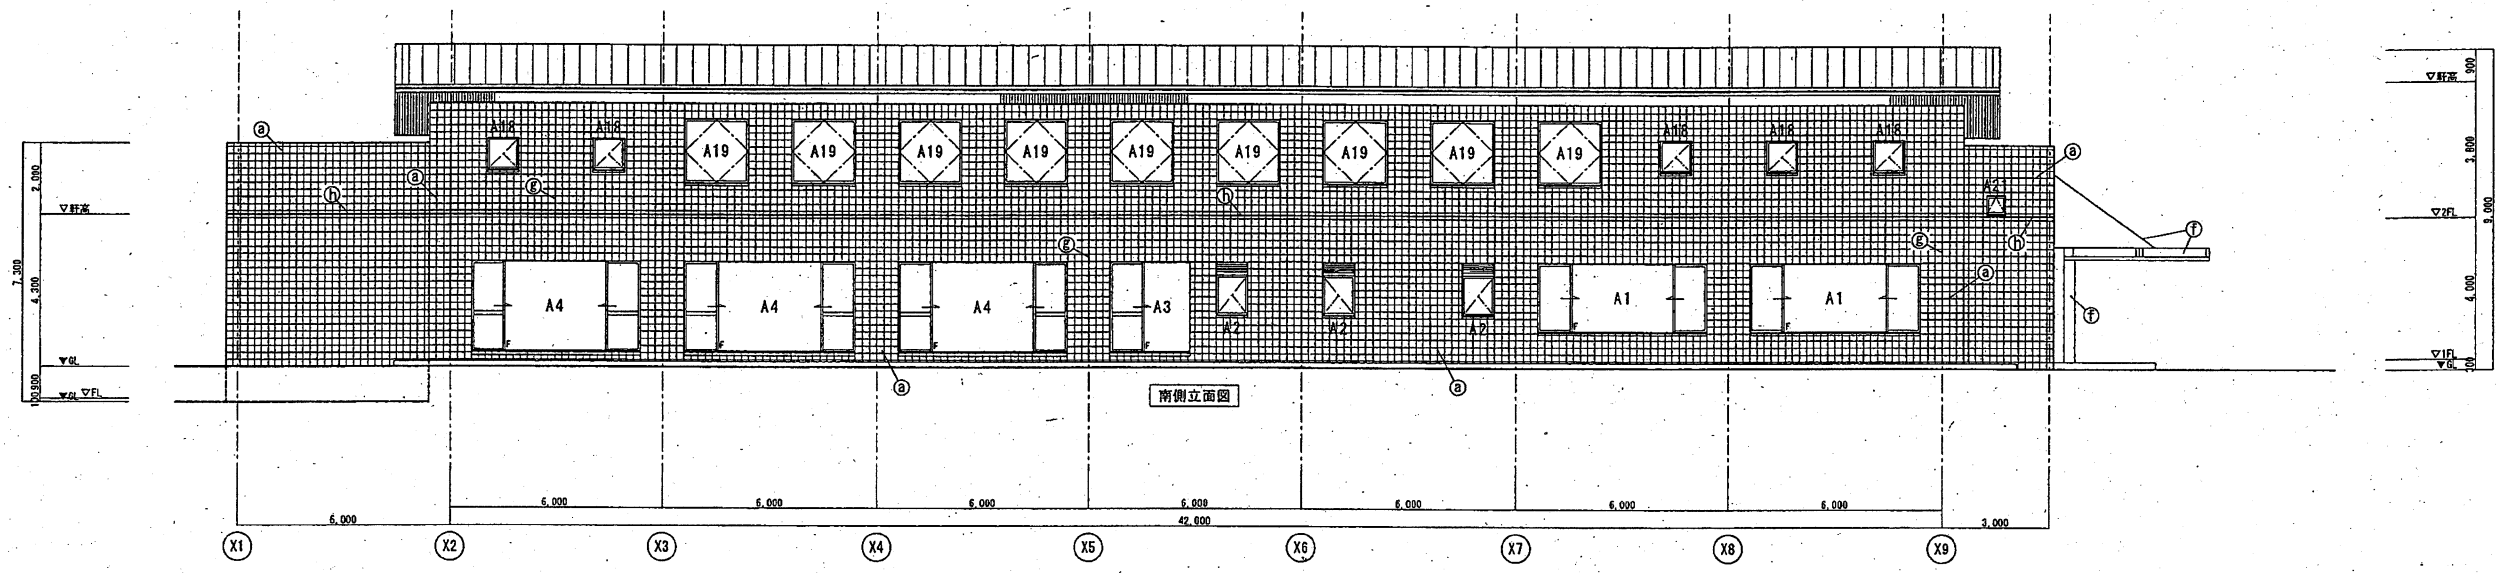 900
▽軒高
ⓐ
A18 A18 A18 A18 A18
A19 A19 A19 A19 A19 A19 A19 A19 A19
3,800
ⓐ
2,000
ⓐ
ⓖ
A21
ⓗ
ⓗ
▽軒高
▽2FL
9,000
ⓕ
ⓖ
ⓖ
ⓗ
7,300
4,300
ⓐ
4,000
A4 A4 A4 A3 A2 A2 A2 A1 A1
ⓕ
F F F F F F
▼GL
▽1FL
▼GL
900
100
▼GL ▽FL
ⓐ
ⓐ
南側立面図
6,000 6,000 6,000 6,000 6,000 6,000 6,000
6,000 42,000 3,000
X1 X2 X3 X4 X5 X6 X7 X8 X9